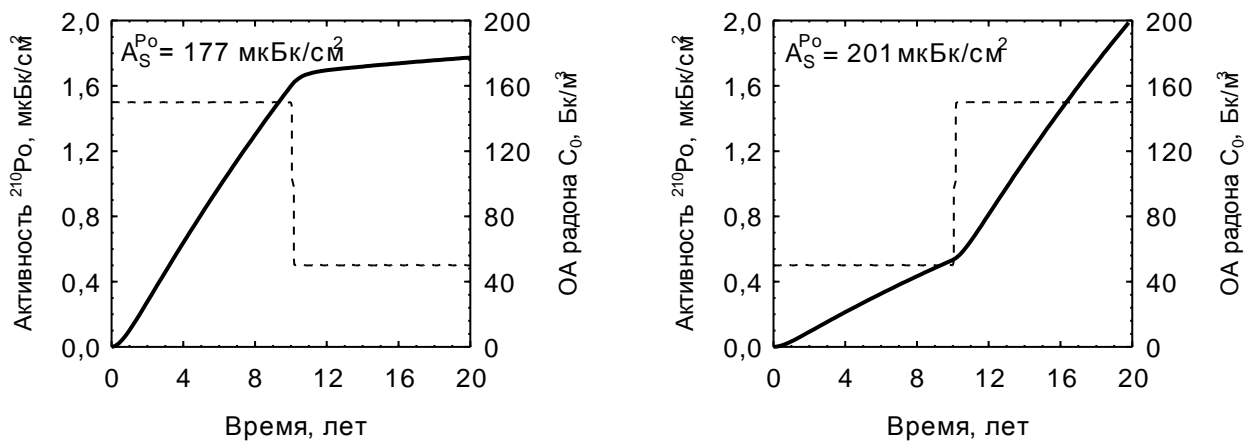 Активность ²¹⁰Po, мкБк/см²
2,0
1,6
1,2
0,8
0,4
0,0
A_S^Po = 177 мкБк/см²
200
160
120
80
40
0
ОА радона C₀, Бк/м³
0 4 8 12 16 20
Время, лет
Активность ²¹⁰Po, мкБк/см²
2,0
1,6
1,2
0,8
0,4
0,0
A_S^Po = 201 мкБк/см²
200
160
120
80
40
0
ОА радона C₀, Бк/м³
0 4 8 12 16 20
Время, лет